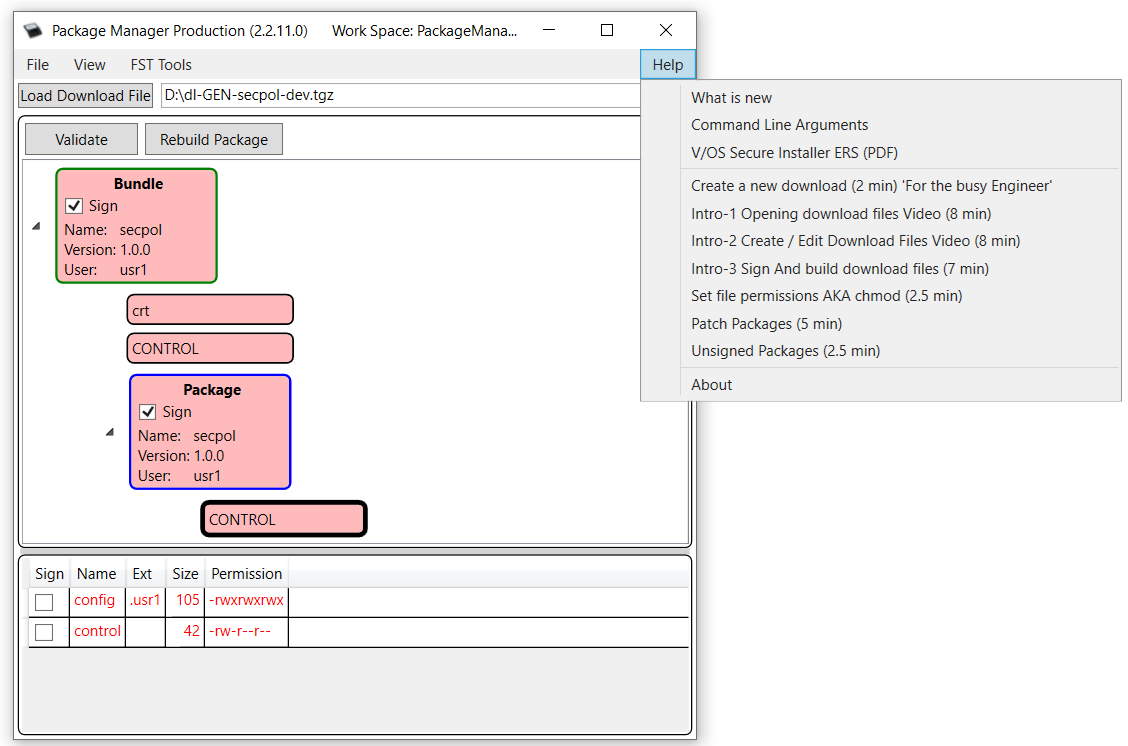 Package Manager Production (2.2.11.0) Work Space: PackageMana...
File View FST Tools Help
Load Download File D:\dl-GEN-secpol-dev.tgz
Validate Rebuild Package
Bundle
Sign
Name: secpol
Version: 1.0.0
User: usr1
crt
CONTROL
Package
Sign
Name: secpol
Version: 1.0.0
User: usr1
CONTROL
Sign Name Ext Size Permission
config .usr1 105 -rwxrwxrwx
control 42 -rw-r--r--
What is new
Command Line Arguments
V/OS Secure Installer ERS (PDF)
Create a new download (2 min) 'For the busy Engineer'
Intro-1 Opening download files Video (8 min)
Intro-2 Create / Edit Download Files Video (8 min)
Intro-3 Sign And build download files (7 min)
Set file permissions AKA chmod (2.5 min)
Patch Packages (5 min)
Unsigned Packages (2.5 min)
About